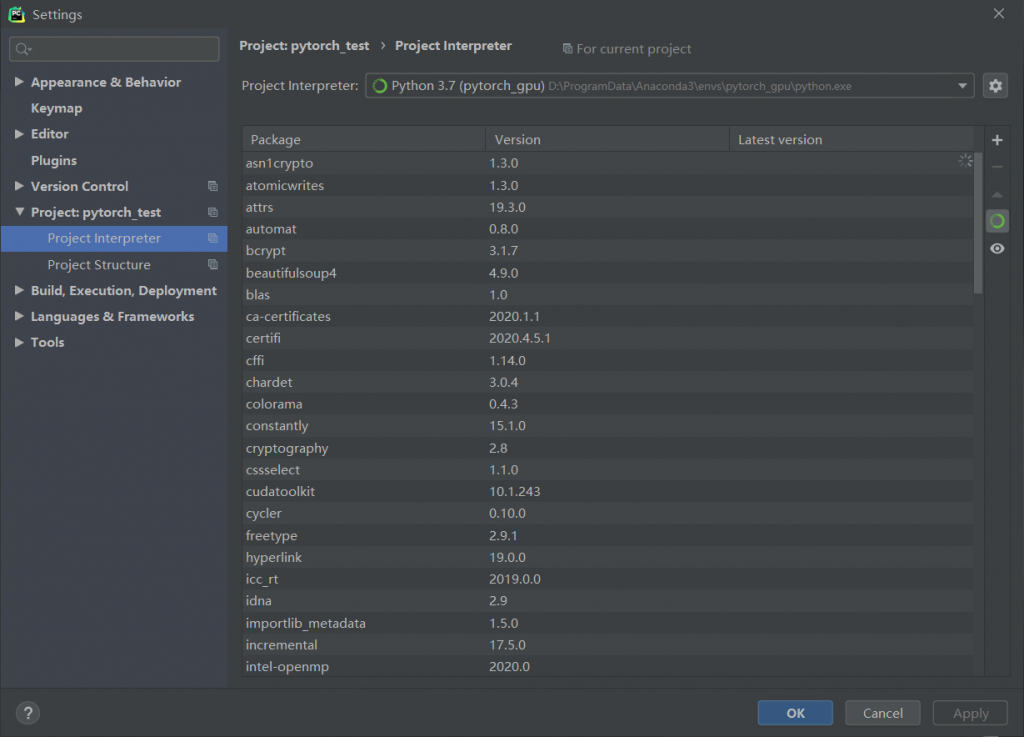 Settings
Project: pytorch_test › Project Interpreter For current project
Appearance & Behavior
Keymap
Editor
Plugins
Version Control
Project: pytorch_test
Project Interpreter
Project Structure
Build, Execution, Deployment
Languages & Frameworks
Tools
Project Interpreter: Python 3.7 (pytorch_gpu) D:\ProgramData\Anaconda3\envs\pytorch_gpu\python.exe
Package Version Latest version
asn1crypto 1.3.0
atomicwrites 1.3.0
attrs 19.3.0
automat 0.8.0
bcrypt 3.1.7
beautifulsoup4 4.9.0
blas 1.0
ca-certificates 2020.1.1
certifi 2020.4.5.1
cffi 1.14.0
chardet 3.0.4
colorama 0.4.3
constantly 15.1.0
cryptography 2.8
cssselect 1.1.0
cudatoolkit 10.1.243
cycler 0.10.0
freetype 2.9.1
hyperlink 19.0.0
icc_rt 2019.0.0
idna 2.9
importlib_metadata 1.5.0
incremental 17.5.0
intel-openmp 2020.0
? OK Cancel Apply